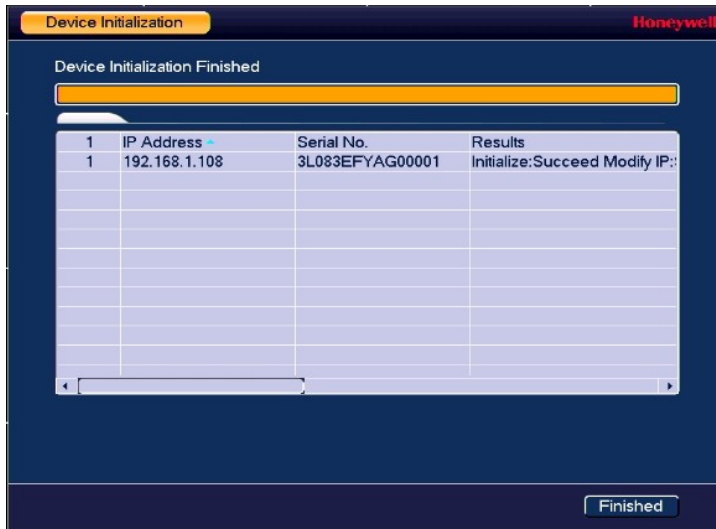 Device Initialization
Honeywell
Device Initialization Finished
1 IP Address Serial No. Results
1 192.168.1.108 3L083EFYAG00001 Initialize:Succeed Modify IP:
Finished